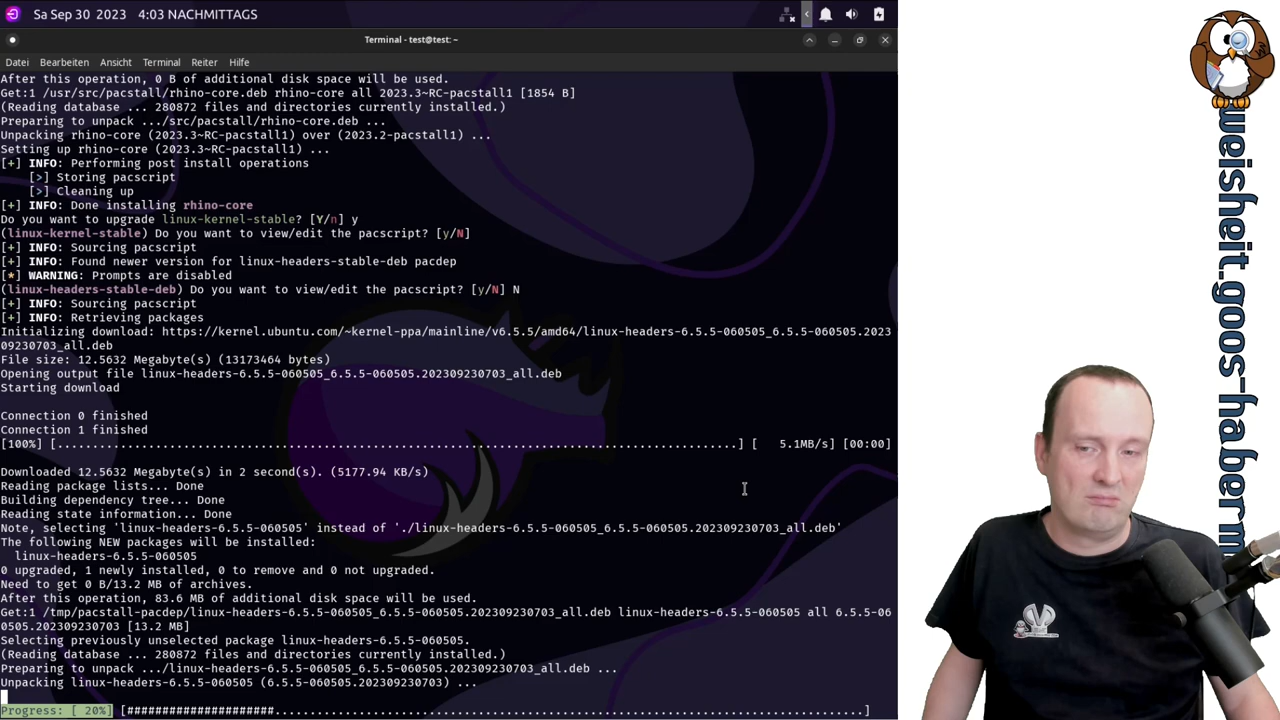 Sa Sep 30 2023 4:03 NACHMITTAGS
Terminal - test@test: ~
Datei Bearbeiten Ansicht Terminal Reiter Hilfe
After this operation, 0 B of additional disk space will be used.
Get:1 /usr/src/pacstall/rhino-core.deb rhino-core all 2023.3~RC-pacstall1 [1854 B]
(Reading database ... 280872 files and directories currently installed.)
Preparing to unpack .../src/pacstall/rhino-core.deb ...
Unpacking rhino-core (2023.3~RC-pacstall1) over (2023.2-pacstall1) ...
Setting up rhino-core (2023.3~RC-pacstall1) ...
[+] INFO: Performing post install operations
[>] Storing pacscript
[>] Cleaning up
[+] INFO: Done installing rhino-core
Do you want to upgrade linux-kernel-stable? [Y/n] y
(linux-kernel-stable) Do you want to view/edit the pacscript? [y/N]
[+] INFO: Sourcing pacscript
[+] INFO: Found newer version for linux-headers-stable-deb pacdep
[*] WARNING: Prompts are disabled
(linux-headers-stable-deb) Do you want to view/edit the pacscript? [y/N] N
[+] INFO: Sourcing pacscript
[+] INFO: Retrieving packages
Initializing download: https://kernel.ubuntu.com/~kernel-ppa/mainline/v6.5.5/amd64/linux-headers-6.5.5-060505_6.5.5-060505.2023
09230703_all.deb
File size: 12.5632 Megabyte(s) (13173464 bytes)
Opening output file linux-headers-6.5.5-060505_6.5.5-060505.202309230703_all.deb
Starting download
Connection 0 finished
Connection 1 finished
[100%] [..................................................................................................] [   5.1MB/s] [00:00]
Downloaded 12.5632 Megabyte(s) in 2 second(s). (5177.94 KB/s)
Reading package lists... Done
Building dependency tree... Done
Reading state information... Done
Note, selecting 'linux-headers-6.5.5-060505' instead of './linux-headers-6.5.5-060505_6.5.5-060505.202309230703_all.deb'
The following NEW packages will be installed:
linux-headers-6.5.5-060505
0 upgraded, 1 newly installed, 0 to remove and 0 not upgraded.
Need to get 0 B/13.2 MB of archives.
After this operation, 83.6 MB of additional disk space will be used.
Get:1 /tmp/pacstall-pacdep/linux-headers-6.5.5-060505_6.5.5-060505.202309230703_all.deb linux-headers-6.5.5-060505 all 6.5.5-06
0505.202309230703 [13.2 MB]
Selecting previously unselected package linux-headers-6.5.5-060505.
(Reading database ... 280872 files and directories currently installed.)
Preparing to unpack .../linux-headers-6.5.5-060505_6.5.5-060505.202309230703_all.deb ...
Unpacking linux-headers-6.5.5-060505 (6.5.5-060505.202309230703) ...
Progress: [ 20%] [#####################....................................................................................]
weisheit.goos-haberm